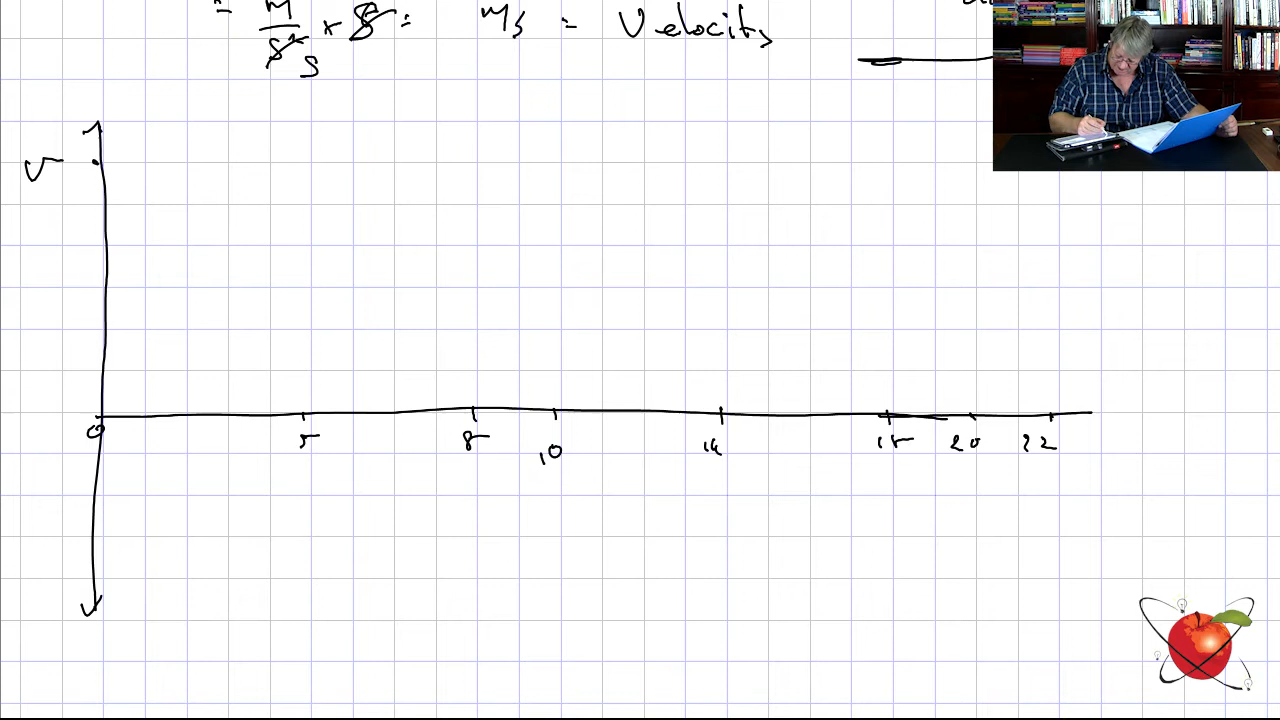 = m/s² s × s = m/s = Velocity
v
0 5 8 10 14 18 20 22